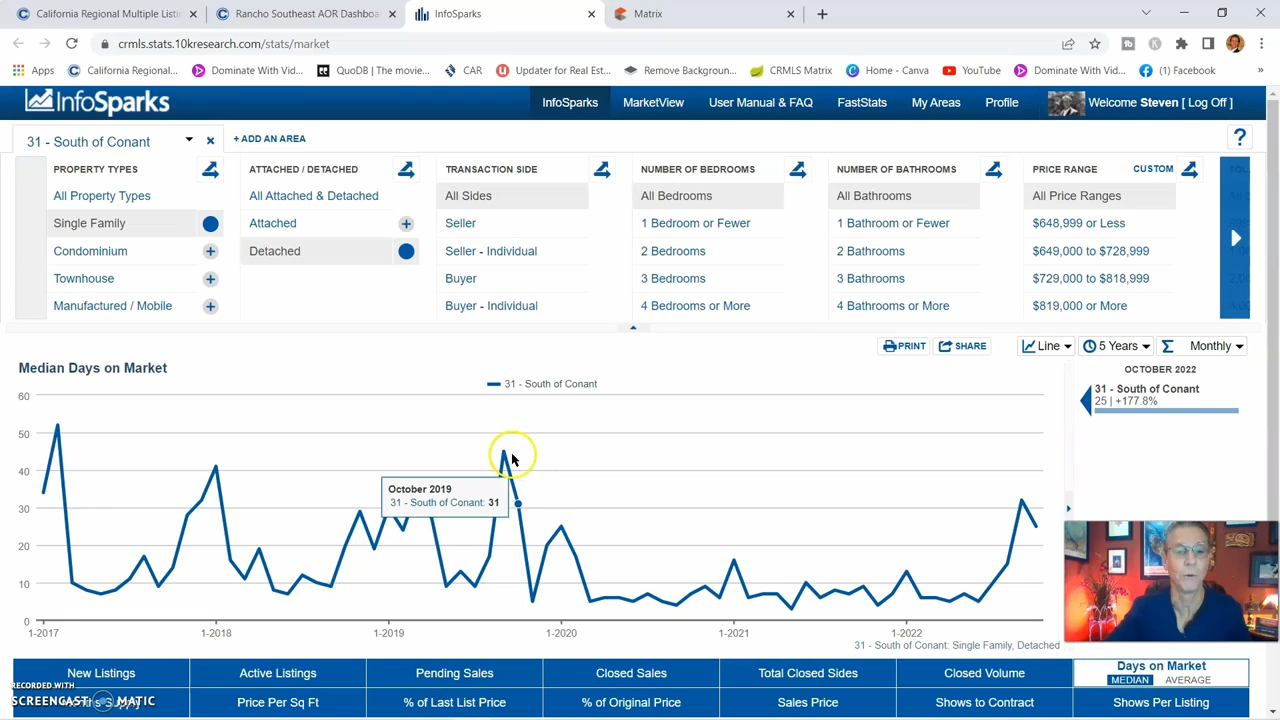 California Regional Multiple Listi
Rancho Southeast AOR Dashboa
InfoSparks
Matrix
crmls.stats.10kresearch.com/stats/market
Apps
California Regional...
Dominate With Vid...
QuoDB | The movie...
CAR
Updater for Real Est...
Remove Backgroun...
CRMLS Matrix
Home - Canva
YouTube
Dominate With Vid...
(1) Facebook
»
InfoSparks
InfoSparks
MarketView
User Manual & FAQ
FastStats
My Areas
Profile
Welcome Steven [ Log Off ]
31 - South of Conant
+ ADD AN AREA
?
PROPERTY TYPES
ATTACHED / DETACHED
TRANSACTION SIDE
NUMBER OF BEDROOMS
NUMBER OF BATHROOMS
PRICE RANGE
CUSTOM
All Property Types
All Attached & Detached
All Sides
All Bedrooms
All Bathrooms
All Price Ranges
Single Family
Attached
Seller
1 Bedroom or Fewer
1 Bathroom or Fewer
$648,999 or Less
Condominium
Detached
Seller - Individual
2 Bedrooms
2 Bathrooms
$649,000 to $728,999
Townhouse
Buyer
3 Bedrooms
3 Bathrooms
$729,000 to $818,999
Manufactured / Mobile
Buyer - Individual
4 Bedrooms or More
4 Bathrooms or More
$819,000 or More
PRINT
SHARE
Line
5 Years
Σ Monthly
Median Days on Market
31 - South of Conant
OCTOBER 2022
31 - South of Conant
25 | +177.8%
60
50
40
30
20
10
0
October 2019
31 - South of Conant: 31
1-2017
1-2018
1-2019
1-2020
1-2021
1-2022
31 - South of Conant: Single Family, Detached
New Listings
Active Listings
Pending Sales
Closed Sales
Total Closed Sides
Closed Volume
Days on Market
MEDIAN
AVERAGE
Price Per Sq Ft
% of Last List Price
% of Original Price
Sales Price
Shows to Contract
Shows Per Listing
RECORDED WITH
SCREENCAST MATIC